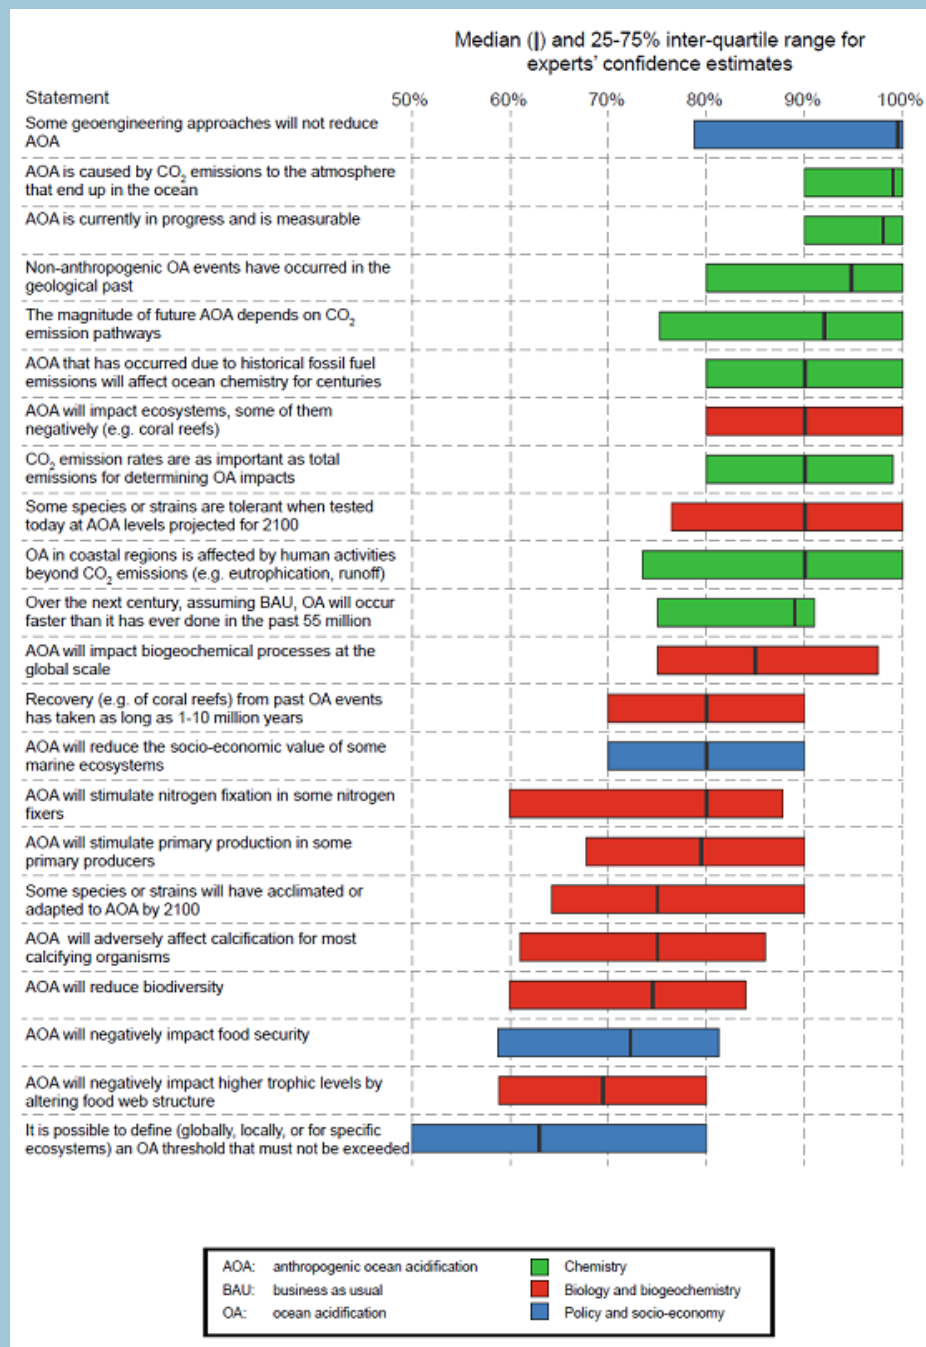 Median (|) and 25-75% inter-quartile range for
experts' confidence estimates
Statement
50%
60%
70%
80%
90%
100%
Some geoengineering approaches will not reduce
AOA
AOA is caused by CO₂ emissions to the atmosphere
that end up in the ocean
AOA is currently in progress and is measurable
Non-anthropogenic OA events have occurred in the
geological past
The magnitude of future AOA depends on CO₂
emission pathways
AOA that has occurred due to historical fossil fuel
emissions will affect ocean chemistry for centuries
AOA will impact ecosystems, some of them
negatively (e.g. coral reefs)
CO₂ emission rates are as important as total
emissions for determining OA impacts
Some species or strains are tolerant when tested
today at AOA levels projected for 2100
OA in coastal regions is affected by human activities
beyond CO₂ emissions (e.g. eutrophication, runoff)
Over the next century, assuming BAU, OA will occur
faster than it has ever done in the past 55 million
AOA will impact biogeochemical processes at the
global scale
Recovery (e.g. of coral reefs) from past OA events
has taken as long as 1-10 million years
AOA will reduce the socio-economic value of some
marine ecosystems
AOA will stimulate nitrogen fixation in some nitrogen
fixers
AOA will stimulate primary production in some
primary producers
Some species or strains will have acclimated or
adapted to AOA by 2100
AOA will adversely affect calcification for most
calcifying organisms
AOA will reduce biodiversity
AOA will negatively impact food security
AOA will negatively impact higher trophic levels by
altering food web structure
It is possible to define (globally, locally, or for specific
ecosystems) an OA threshold that must not be exceeded
AOA: anthropogenic ocean acidification
BAU: business as usual
OA: ocean acidification
Chemistry
Biology and biogeochemistry
Policy and socio-economy